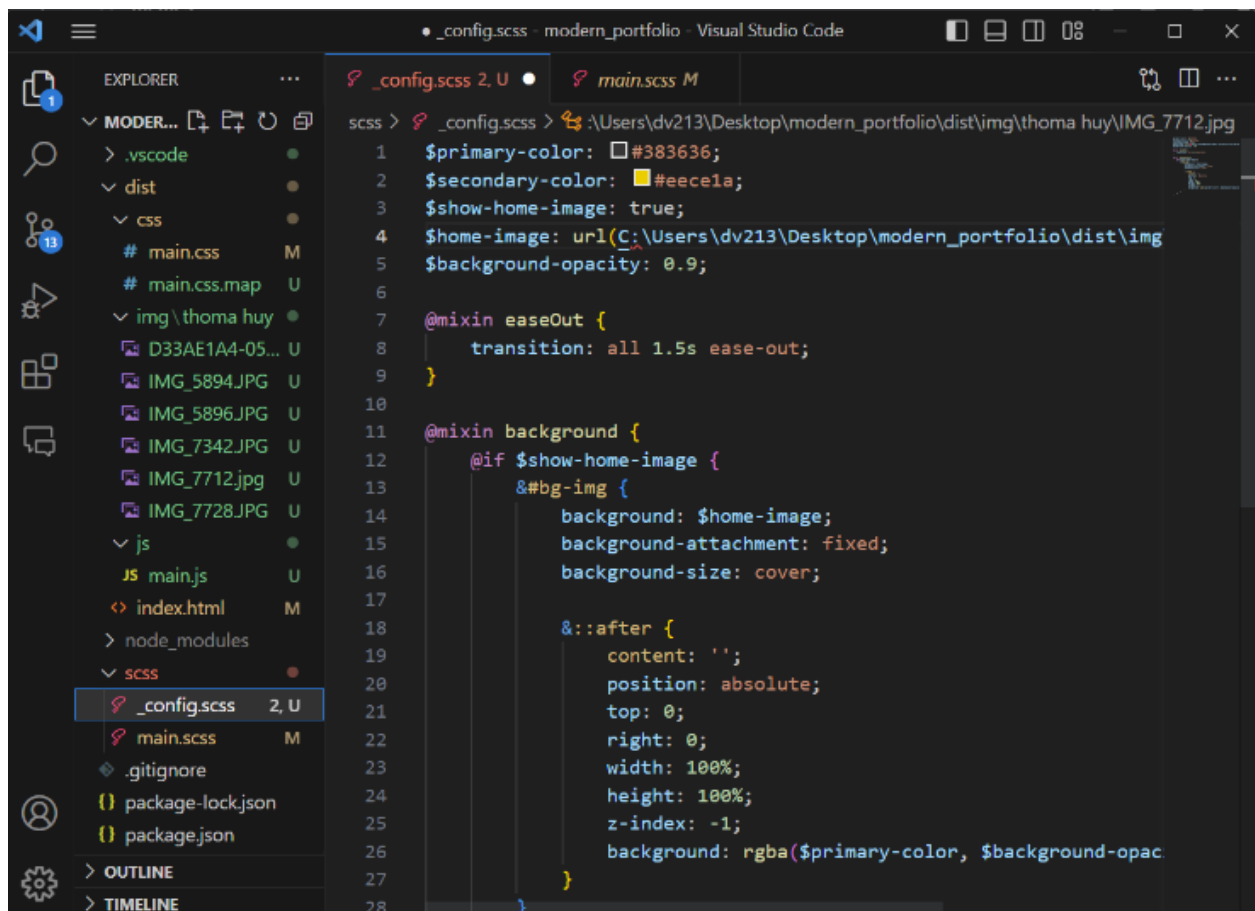 ● _config.scss - modern_portfolio - Visual Studio Code
EXPLORER ···
_config.scss 2, U ●
main.scss M
···
1
MODER...
scss > _config.scss > :\Users\dv213\Desktop\modern_portfolio\dist\img\thoma huy\IMG_7712.jpg
> .vscode
dist
css
# main.css M
# main.css.map U
img\thoma huy
D33AE1A4-05... U
IMG_5894.JPG U
IMG_5896.JPG U
IMG_7342.JPG U
IMG_7712.jpg U
IMG_7728.JPG U
js
JS main.js U
<> index.html M
> node_modules
scss
_config.scss 2, U
main.scss M
.gitignore
{} package-lock.json
{} package.json
> OUTLINE
> TIMELINE
13
1 $primary-color: #383636;
2 $secondary-color: #eece1a;
3 $show-home-image: true;
4 $home-image: url(C:\Users\dv213\Desktop\modern_portfolio\dist\img
5 $background-opacity: 0.9;
6
7 @mixin easeOut {
8 transition: all 1.5s ease-out;
9 }
10
11 @mixin background {
12 @if $show-home-image {
13 &#bg-img {
14 background: $home-image;
15 background-attachment: fixed;
16 background-size: cover;
17
18 &::after {
19 content: '';
20 position: absolute;
21 top: 0;
22 right: 0;
23 width: 100%;
24 height: 100%;
25 z-index: -1;
26 background: rgba($primary-color, $background-opac
27 }
28 }